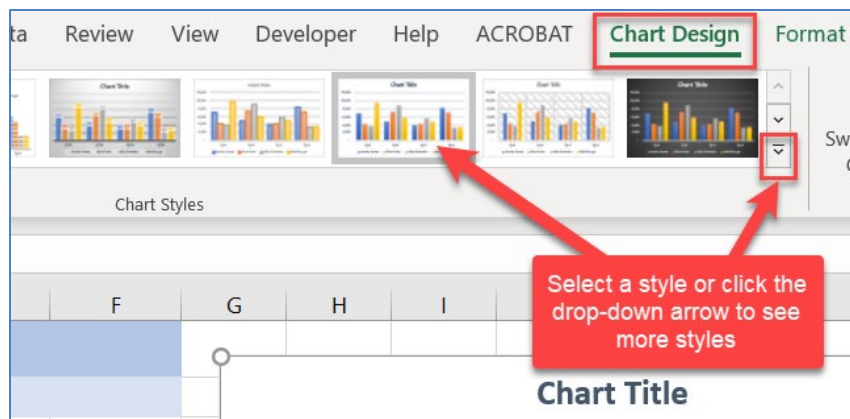 ta Review View Developer Help ACROBAT Chart Design Format
Chart Title Chart Title Chart Title Chart Title Chart Title
Sw
C
Chart Styles
Select a style or click the
drop-down arrow to see
more styles
F G H I
Chart Title